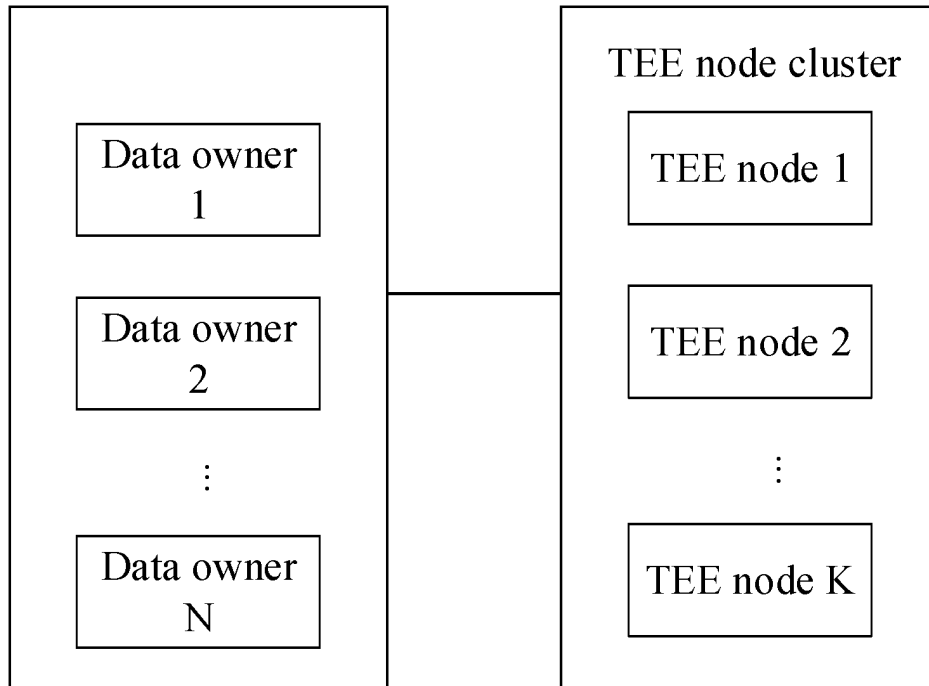 Data owner
1
Data owner
2
⋮
Data owner
N
TEE node cluster
TEE node 1
TEE node 2
⋮
TEE node K